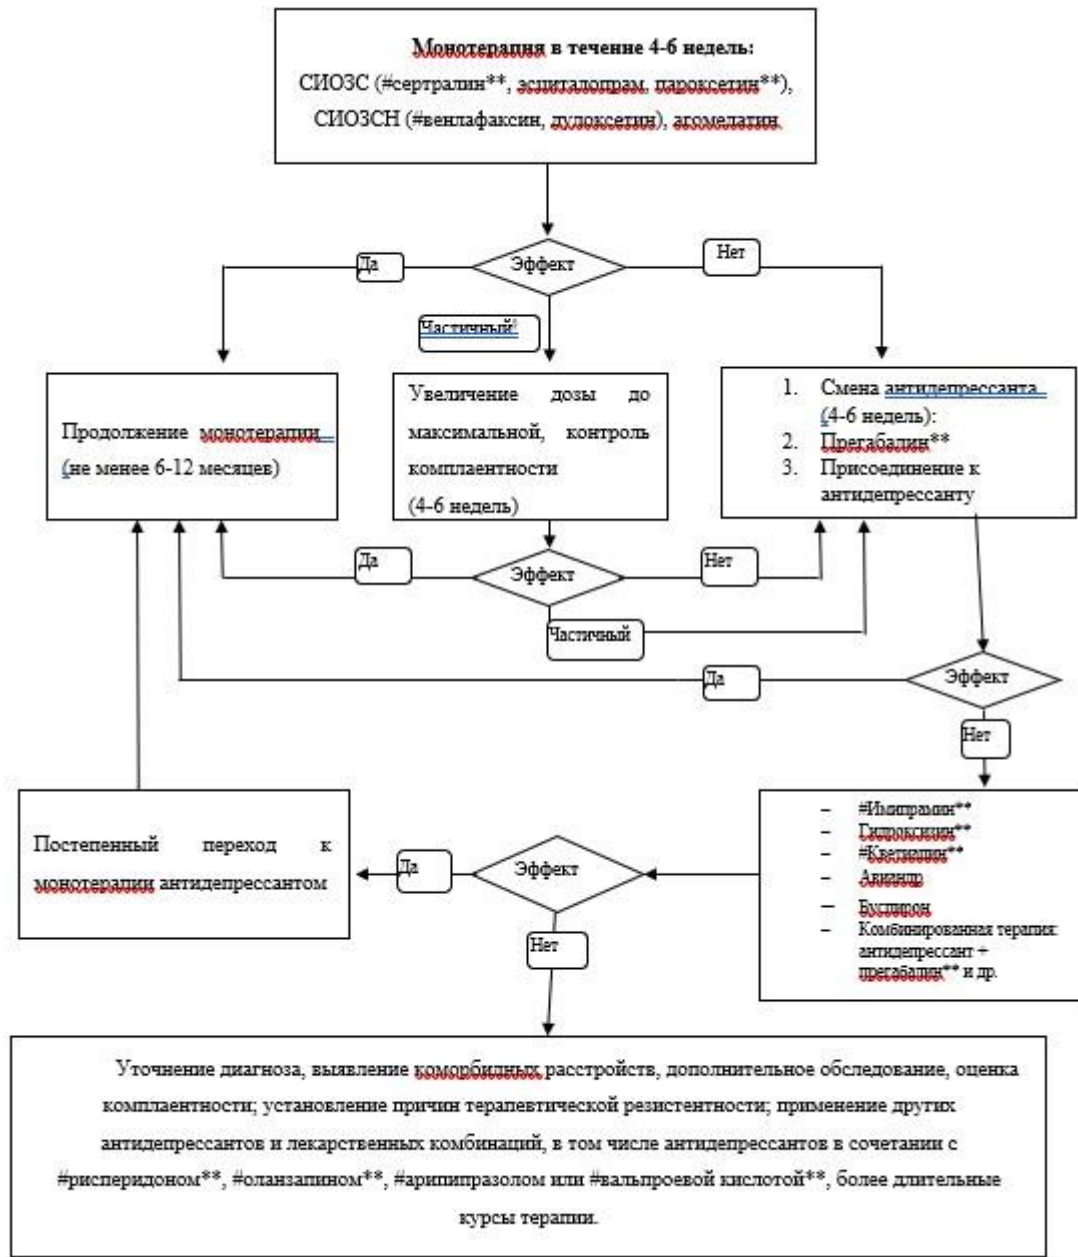 Монотерапия в течение 4-6 недель:
СИОЗС (#сертралин**, эсциталопрам, пароксетин**),
СИОЗСН (#венлафаксин, дулоксетин), агомелатин
Эффект
Да
Нет
Частичный
Продолжение монотерапии
(не менее 6-12 месяцев)
Увеличение дозы до
максимальной, контроль
комплаентности
(4-6 недель)
1. Смена антидепрессанта
(4-6 недель):
2. Прегабалин**
3. Присоединение к
антидепрессанту
Да
Эффект
Нет
Частичный
Да
Эффект
Нет
Постепенный переход к
монотерапии антидепрессантом
Да
Эффект
Нет
– #Имипрамин**
– Гидроксизин**
– #Кветиапин**
– Авиандр
– Буспирон
– Комбинированная терапия:
антидепрессант +
прегабалин** и др.
Уточнение диагноза, выявление коморбидных расстройств, дополнительное обследование, оценка
комплаентности; установление причин терапевтической резистентности; применение других
антидепрессантов и лекарственных комбинаций, в том числе антидепрессантов в сочетании с
#рисперидоном**, #оланзапином**, #арипипразолом или #вальпроевой кислотой**, более длительные
курсы терапии.